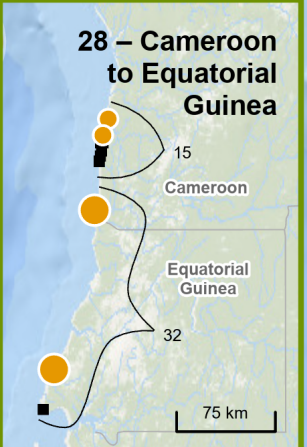 28 – Cameroon
to Equatorial
Guinea
15
Cameroon
Equatorial
Guinea
32
75 km